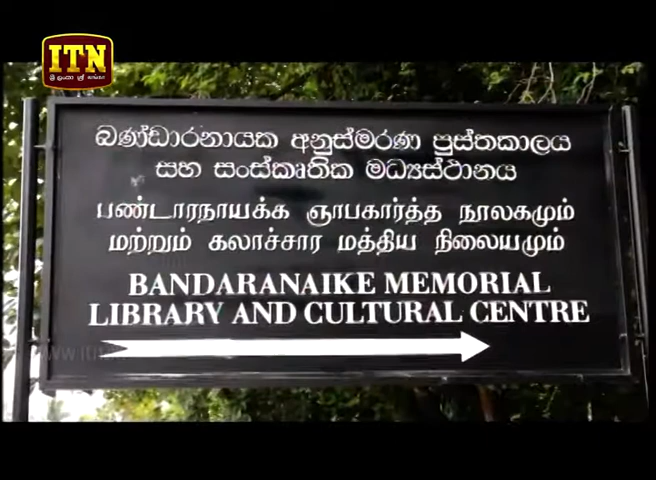 ITN
බණ්ඩාරනායක අනුස්මරණ පුස්තකාලය
සහ සංස්කෘතික මධ්‍යස්ථානය
பண்டாரநாயக்க ஞாபகார்த்த நூலகமும்
மற்றும் கலாச்சார மத்திய நிலையமும்
BANDARANAIKE MEMORIAL
LIBRARY AND CULTURAL CENTRE